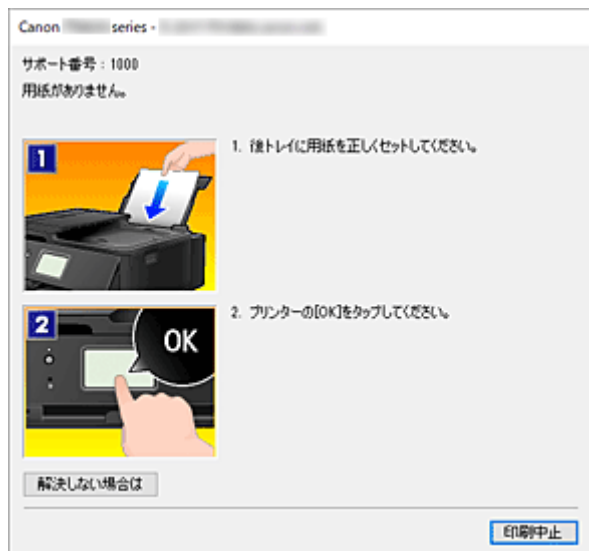 Canon series -
サポート番号 : 1000
用紙がありません。
1
1. 後トレイに用紙を正しくセットしてください。
2
OK
2. プリンターの[OK]をタップしてください。
解決しない場合は
印刷中止